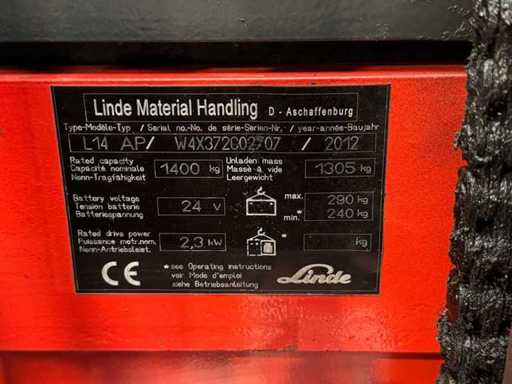 Linde Material Handling D - Aschaffenburg
Type-Modèle-Typ / Serial no.-No. de série-Serien-Nr. / year-année-Baujahr
L14 AP / W4X372C02707 / 2012
Rated capacity
Capacité nominale 1400 kg
Nenn-Tragfähigkeit
Unladen mass
Masse à vide 1305 kg
Leergewicht
Battery voltage
Tension batterie 24 V
Batteriespannung
max. 290 kg
min.* 240 kg
Rated drive power
Puissance motr.nom. 2,3 kW
Nenn-Antriebsleist.
kg
CE
*see Operating instructions
voir Mode d'emploi
siehe Betriebsanleitung
Linde